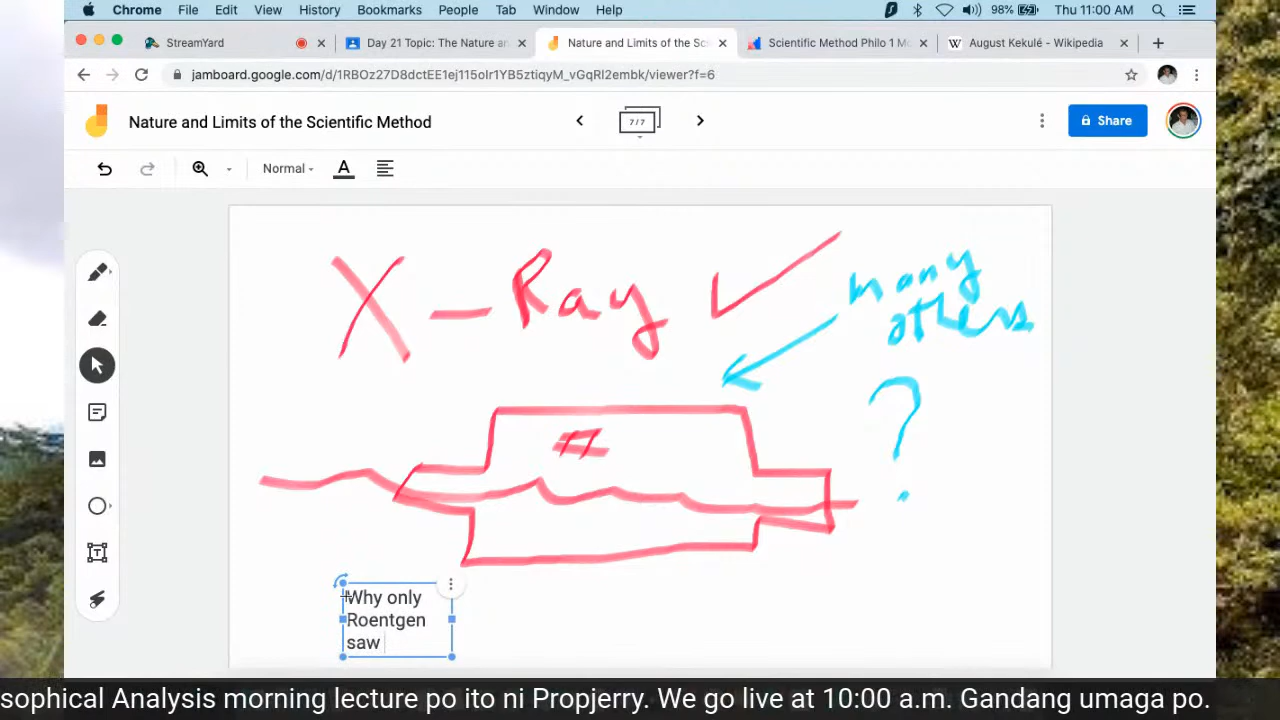 Chrome File Edit View History Bookmarks People Tab Window Help 98% Thu 11:00 AM
StreamYard Day 21 Topic: The Nature an Nature and Limits of the Sci Scientific Method Philo 1 M August Kekulé - Wikipedia
jamboard.google.com/d/1RBOz27D8dctEE1ej115oIr1YB5ztiqyM_vGqRI2embk/viewer?f=6
Nature and Limits of the Scientific Method
7/7
Share
Normal
X-Ray
many
others
?
Why only
Roentgen
saw
sophical Analysis morning lecture po ito ni Propjerry. We go live at 10:00 a.m. Gandang umaga po.